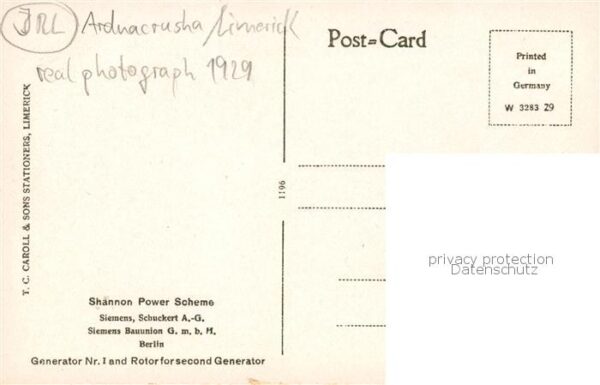 IRL Ardnacrusha/Limerick
real photograph 1929
T. C. CAROLL & SONS STATIONERS, LIMERICK
Shannon Power Scheme
Siemens, Schuckert A.-G.
Siemens Bauunion G. m. b. H.
Berlin
Generator Nr. I and Rotor for second Generator
1196
Post=Card
Printed
in
Germany
W 3283 29
privacy protection
Datenschutz